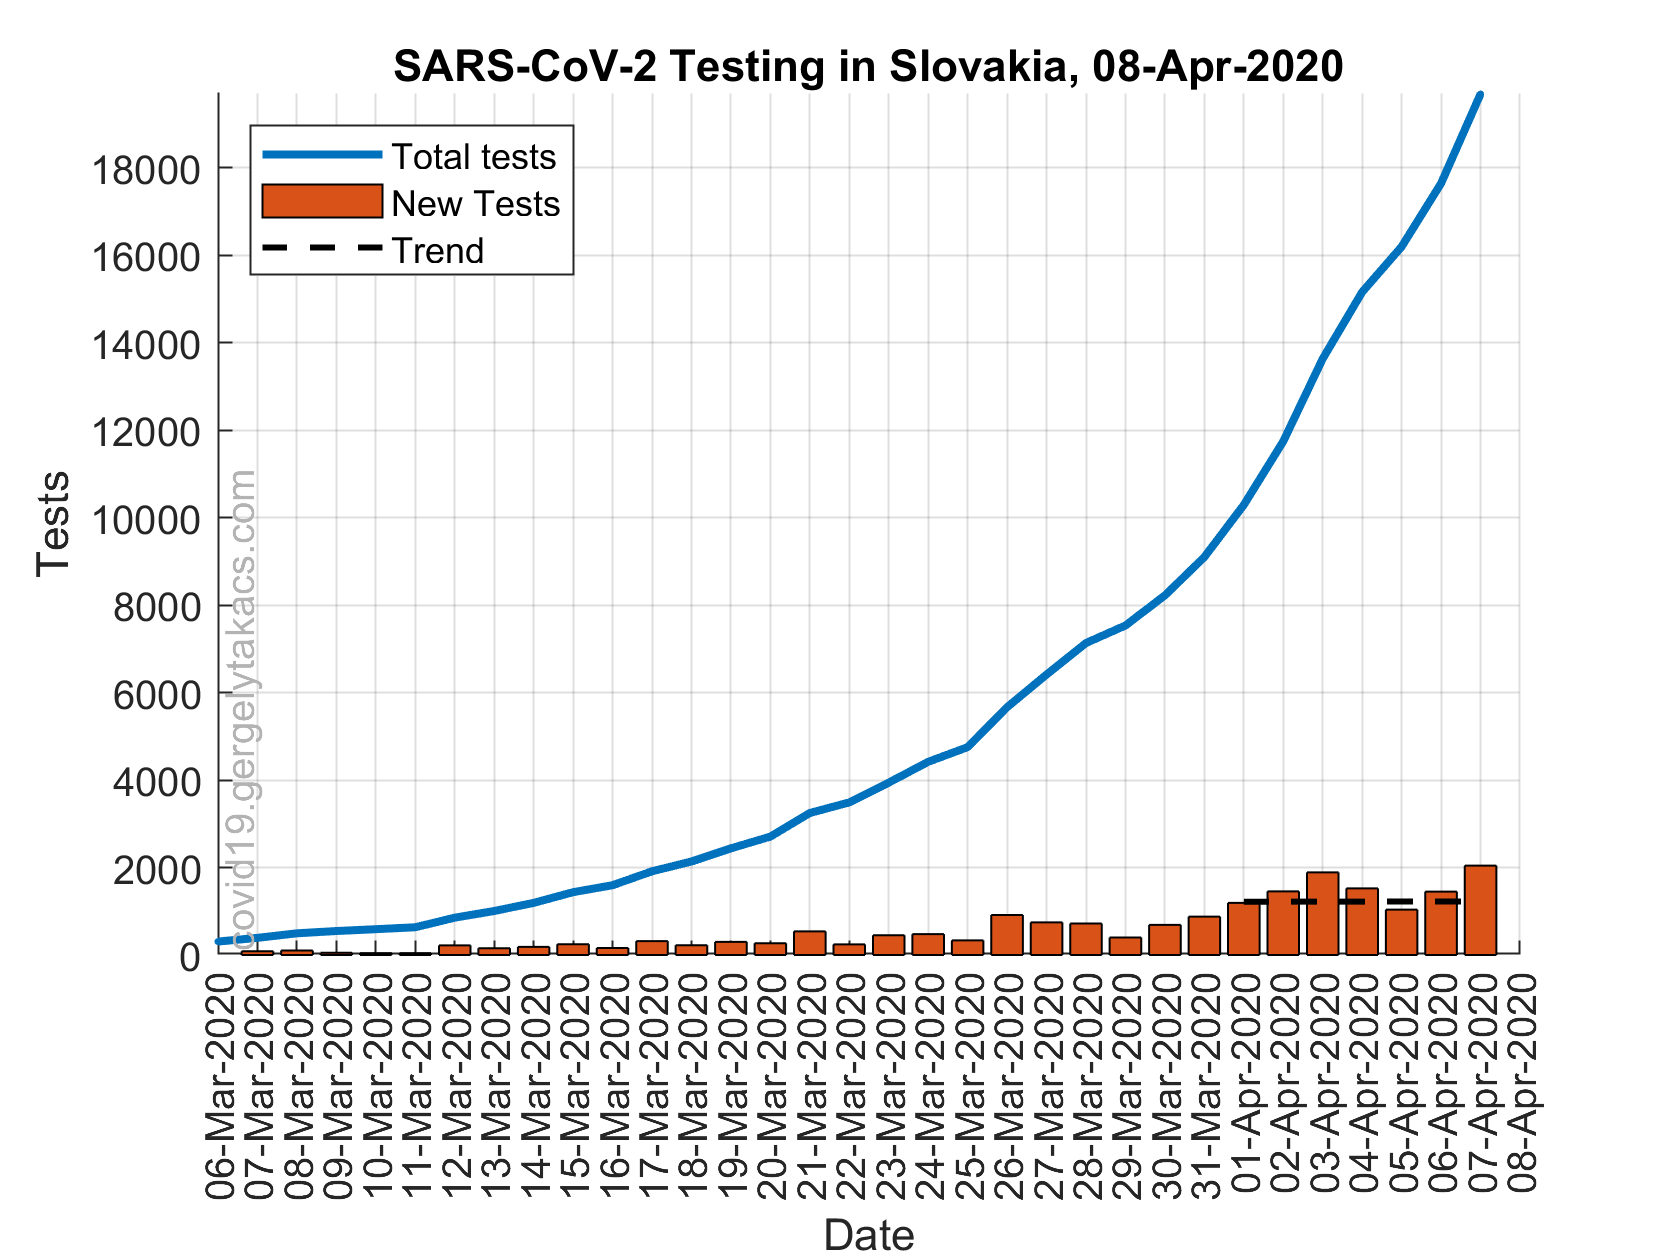 SARS-CoV-2 Testing in Slovakia, 08-Apr-2020
Total tests
New Tests
Trend
18000
16000
14000
12000
10000
8000
6000
4000
2000
0
Tests
covid19.gergelytakacs.com
06-Mar-2020
07-Mar-2020
08-Mar-2020
09-Mar-2020
10-Mar-2020
11-Mar-2020
12-Mar-2020
13-Mar-2020
14-Mar-2020
15-Mar-2020
16-Mar-2020
17-Mar-2020
18-Mar-2020
19-Mar-2020
20-Mar-2020
21-Mar-2020
22-Mar-2020
23-Mar-2020
24-Mar-2020
25-Mar-2020
26-Mar-2020
27-Mar-2020
28-Mar-2020
29-Mar-2020
30-Mar-2020
31-Mar-2020
01-Apr-2020
02-Apr-2020
03-Apr-2020
04-Apr-2020
05-Apr-2020
06-Apr-2020
07-Apr-2020
08-Apr-2020
Date